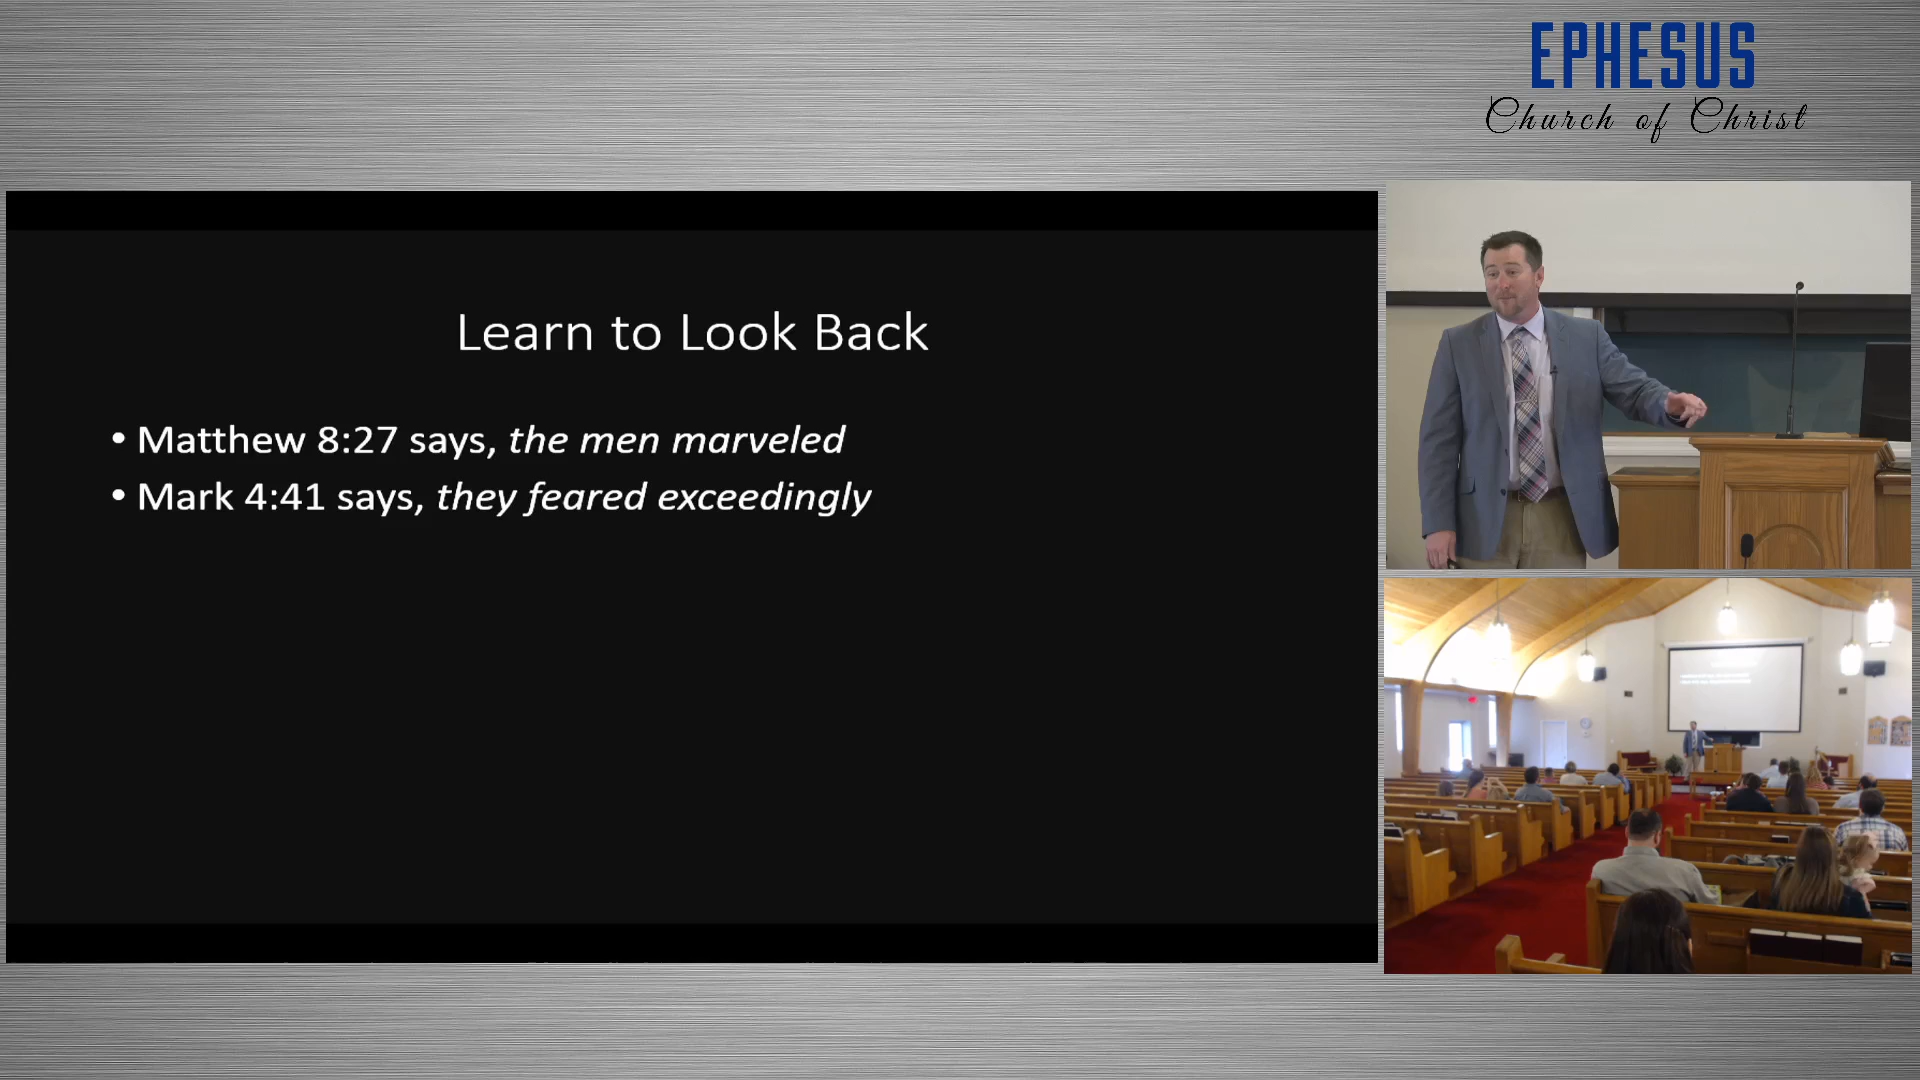 EPHESUS
Church of Christ
Learn to Look Back
• Matthew 8:27 says, the men marveled
• Mark 4:41 says, they feared exceedingly